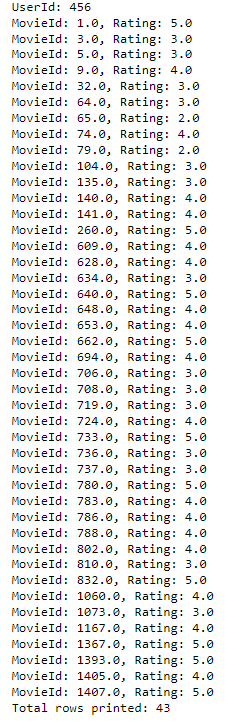 UserId: 456
MovieId: 1.0, Rating: 5.0
MovieId: 3.0, Rating: 3.0
MovieId: 5.0, Rating: 3.0
MovieId: 9.0, Rating: 4.0
MovieId: 32.0, Rating: 3.0
MovieId: 64.0, Rating: 3.0
MovieId: 65.0, Rating: 2.0
MovieId: 74.0, Rating: 4.0
MovieId: 79.0, Rating: 2.0
MovieId: 104.0, Rating: 3.0
MovieId: 135.0, Rating: 3.0
MovieId: 140.0, Rating: 4.0
MovieId: 141.0, Rating: 4.0
MovieId: 260.0, Rating: 5.0
MovieId: 609.0, Rating: 4.0
MovieId: 628.0, Rating: 4.0
MovieId: 634.0, Rating: 3.0
MovieId: 640.0, Rating: 5.0
MovieId: 648.0, Rating: 4.0
MovieId: 653.0, Rating: 4.0
MovieId: 662.0, Rating: 5.0
MovieId: 694.0, Rating: 4.0
MovieId: 706.0, Rating: 3.0
MovieId: 708.0, Rating: 3.0
MovieId: 719.0, Rating: 3.0
MovieId: 724.0, Rating: 4.0
MovieId: 733.0, Rating: 5.0
MovieId: 736.0, Rating: 3.0
MovieId: 737.0, Rating: 3.0
MovieId: 780.0, Rating: 5.0
MovieId: 783.0, Rating: 4.0
MovieId: 786.0, Rating: 4.0
MovieId: 788.0, Rating: 4.0
MovieId: 802.0, Rating: 4.0
MovieId: 810.0, Rating: 3.0
MovieId: 832.0, Rating: 5.0
MovieId: 1060.0, Rating: 4.0
MovieId: 1073.0, Rating: 3.0
MovieId: 1167.0, Rating: 4.0
MovieId: 1367.0, Rating: 5.0
MovieId: 1393.0, Rating: 5.0
MovieId: 1405.0, Rating: 4.0
MovieId: 1407.0, Rating: 5.0
Total rows printed: 43